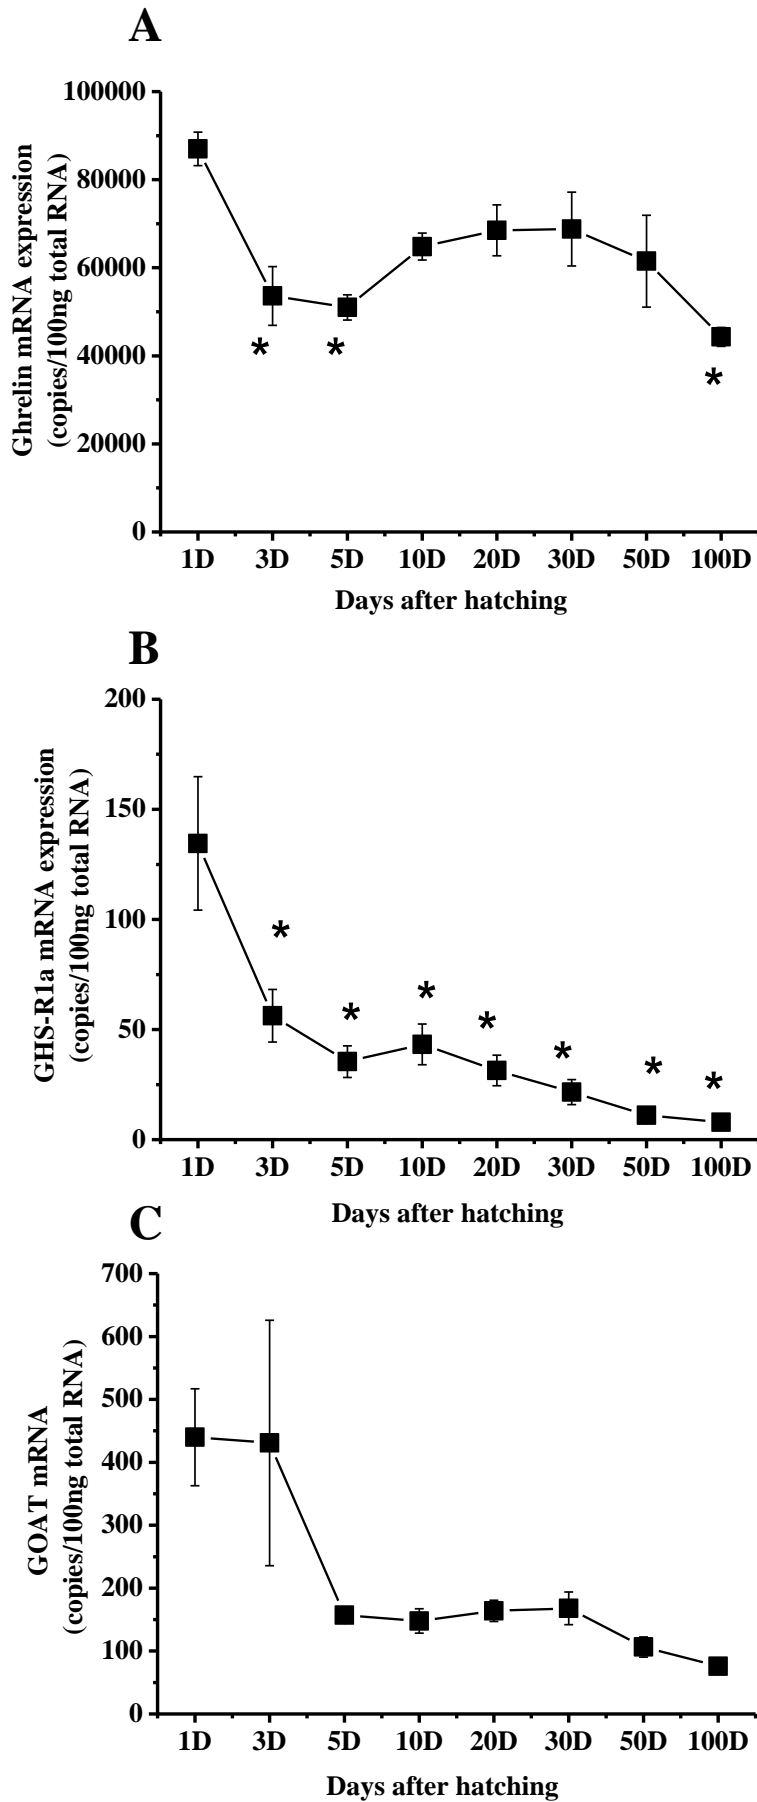 A
Ghrelin mRNA expression
(copies/100ng total RNA)
100000
80000
60000
40000
20000
0
* * *
1D 3D 5D 10D 20D 30D 50D 100D
Days after hatching
B
GHS-R1a mRNA expression
(copies/100ng total RNA)
200
150
100
50
0
* * * * * * *
1D 3D 5D 10D 20D 30D 50D 100D
Days after hatching
C
GOAT mRNA
(copies/100ng total RNA)
700
600
500
400
300
200
100
0
1D 3D 5D 10D 20D 30D 50D 100D
Days after hatching